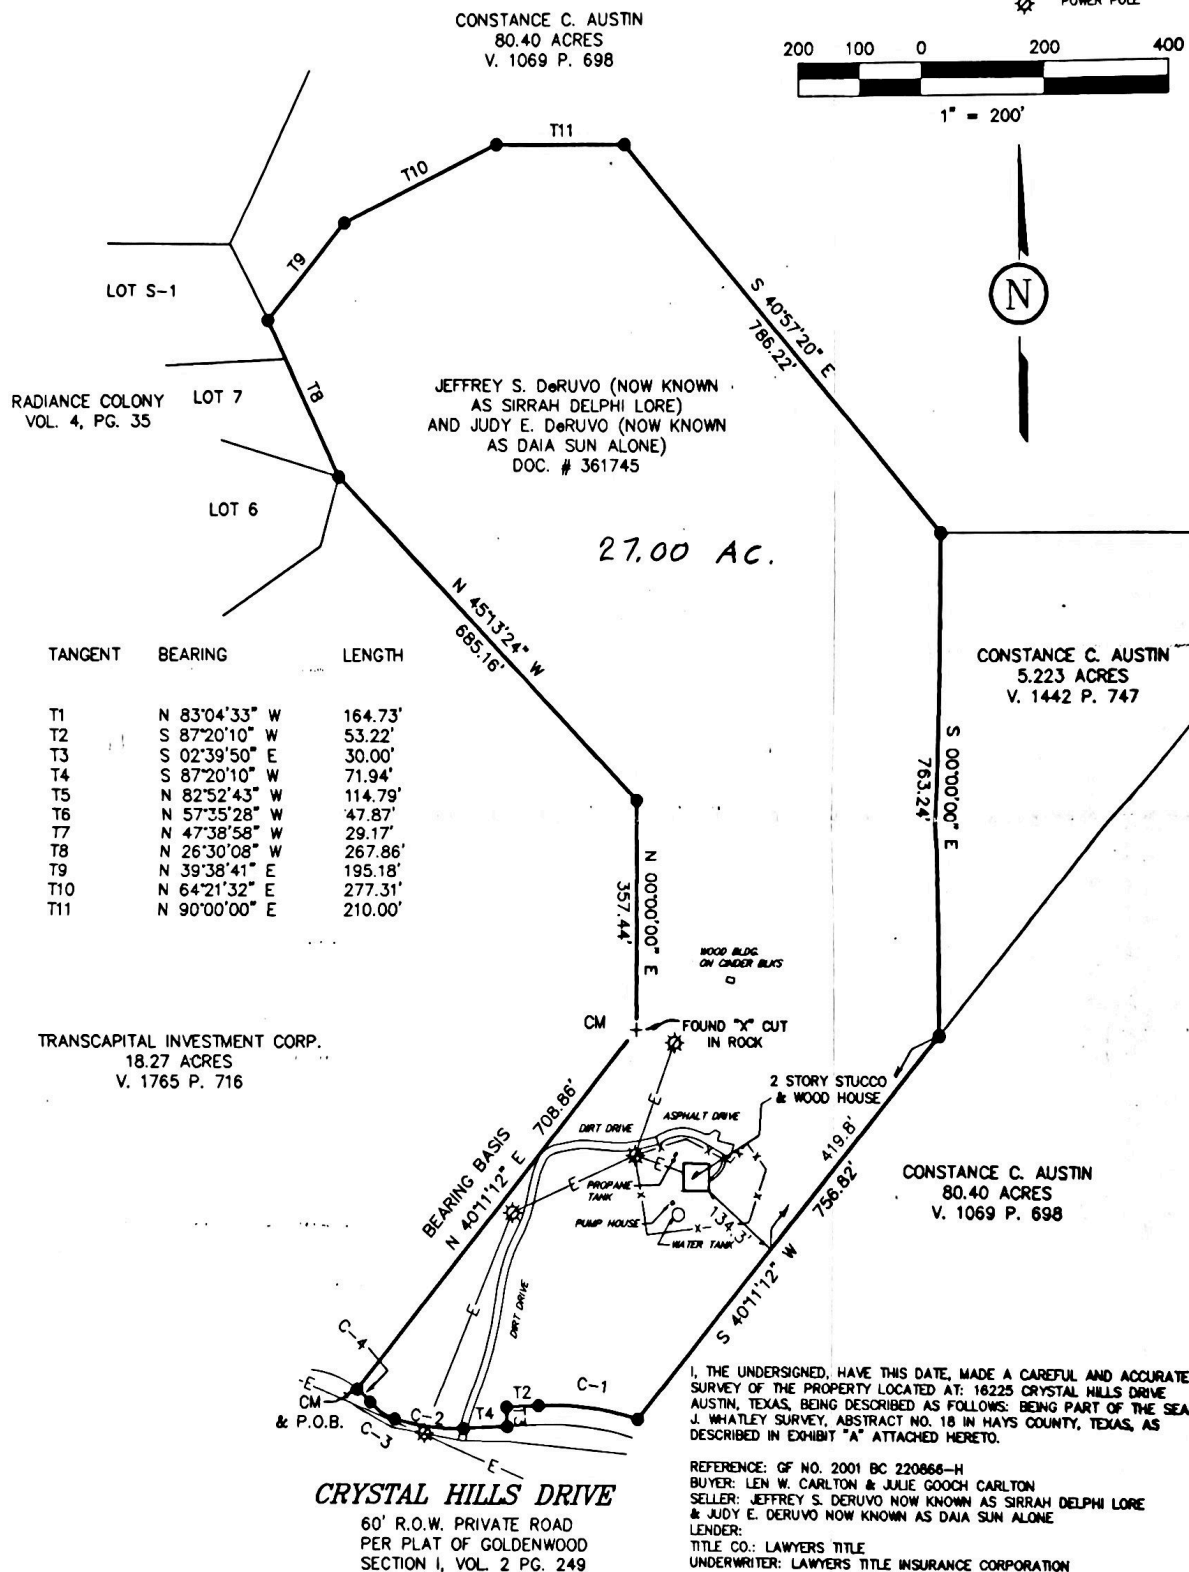 POWER POLE
CONSTANCE C. AUSTIN
80.40 ACRES
V. 1069 P. 698
200 100 0 200 400
1" = 200'
T11
T10
T9
N
LOT S-1
S 40°57'20" E
786.22'
T8
LOT 7
RADIANCE COLONY
VOL. 4, PG. 35
JEFFREY S. DeRUVO (NOW KNOWN
AS SIRRAH DELPHI LORE)
AND JUDY E. DeRUVO (NOW KNOWN
AS DAIA SUN ALONE)
DOC. # 361745
LOT 6
27.00 AC.
N 45°13'24" W
685.16'
TANGENT BEARING LENGTH
T1 N 83°04'33" W 164.73'
T2 S 87°20'10" W 53.22'
T3 S 02°39'50" E 30.00'
T4 S 87°20'10" W 71.94'
T5 N 82°52'43" W 114.79'
T6 N 57°35'28" W 47.87'
T7 N 47°38'58" W 29.17'
T8 N 26°30'08" W 267.86'
T9 N 39°38'41" E 195.18'
T10 N 64°21'32" E 277.31'
T11 N 90°00'00" E 210.00'
CONSTANCE C. AUSTIN
5.223 ACRES
V. 1442 P. 747
S 00°00'00" E
763.24'
N 00°00'00" E
357.44'
WOOD BLDG.
ON CINDER BLKS
CM
FOUND "X" CUT
IN ROCK
TRANSCAPITAL INVESTMENT CORP.
18.27 ACRES
V. 1765 P. 716
2 STORY STUCCO
& WOOD HOUSE
ASPHALT DRIVE
DIRT DRIVE
BEARING BASIS
N 40°11'12" E 708.86'
E
E
E
x
x
x
x
x
x
PROPANE
TANK
PUMP HOUSE
WATER TANK
134.3'
419.8'
756.82'
S 40°11'12" W
CONSTANCE C. AUSTIN
80.40 ACRES
V. 1069 P. 698
E
DIRT DRIVE
C-4
E
CM
& P.O.B.
C-3
C-2
T4
T2
T3
C-1
E
CRYSTAL HILLS DRIVE
60' R.O.W. PRIVATE ROAD
PER PLAT OF GOLDENWOOD
SECTION I, VOL. 2 PG. 249
I, THE UNDERSIGNED, HAVE THIS DATE, MADE A CAREFUL AND ACCURATE
SURVEY OF THE PROPERTY LOCATED AT: 16225 CRYSTAL HILLS DRIVE
AUSTIN, TEXAS, BEING DESCRIBED AS FOLLOWS: BEING PART OF THE SEA
J. WHATLEY SURVEY, ABSTRACT NO. 18 IN HAYS COUNTY, TEXAS, AS
DESCRIBED IN EXHIBIT "A" ATTACHED HERETO.
REFERENCE: GF NO. 2001 BC 220866-H
BUYER: LEN W. CARLTON & JULIE GOOCH CARLTON
SELLER: JEFFREY S. DERUVO NOW KNOWN AS SIRRAH DELPHI LORE
& JUDY E. DERUVO NOW KNOWN AS DAIA SUN ALONE
LENDER:
TITLE CO.: LAWYERS TITLE
UNDERWRITER: LAWYERS TITLE INSURANCE CORPORATION